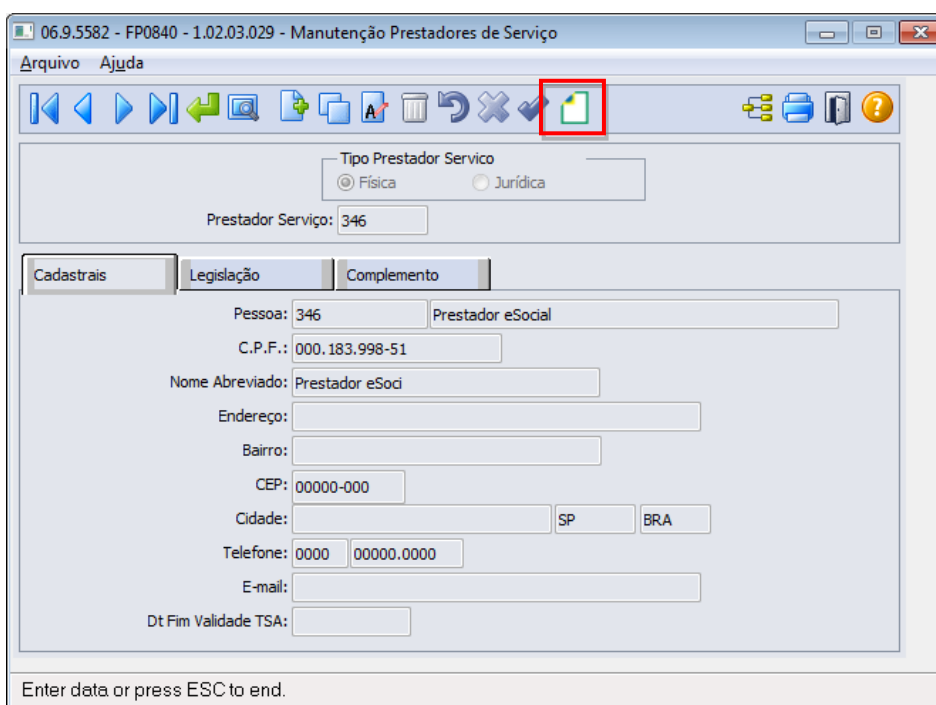 06.9.5582 - FP0840 - 1.02.03.029 - Manutenção Prestadores de Serviço
Arquivo Ajuda
Tipo Prestador Servico
Física Jurídica
Prestador Serviço: 346
Cadastrais Legislação Complemento
Pessoa: 346 Prestador eSocial
C.P.F.: 000.183.998-51
Nome Abreviado: Prestador eSoci
Endereço:
Bairro:
CEP: 00000-000
Cidade: SP BRA
Telefone: 0000 00000.0000
E-mail:
Dt Fim Validade TSA:
Enter data or press ESC to end.